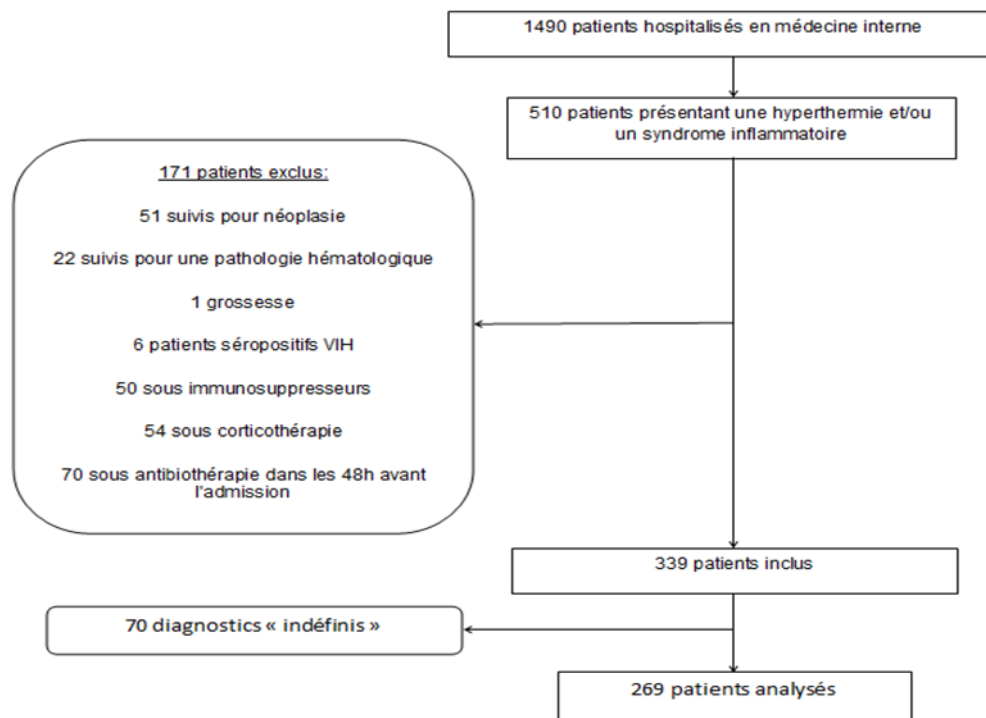 1490 patients hospitalisés en médecine interne
510 patients présentant une hyperthermie et/ou
un syndrome inflammatoire
171 patients exclus:
51 suivis pour néoplasie
22 suivis pour une pathologie hématologique
1 grossesse
6 patients séropositifs VIH
50 sous immunosuppresseurs
54 sous corticothérapie
70 sous antibiothérapie dans les 48h avant
l'admission
339 patients inclus
70 diagnostics « indéfinis »
269 patients analysés